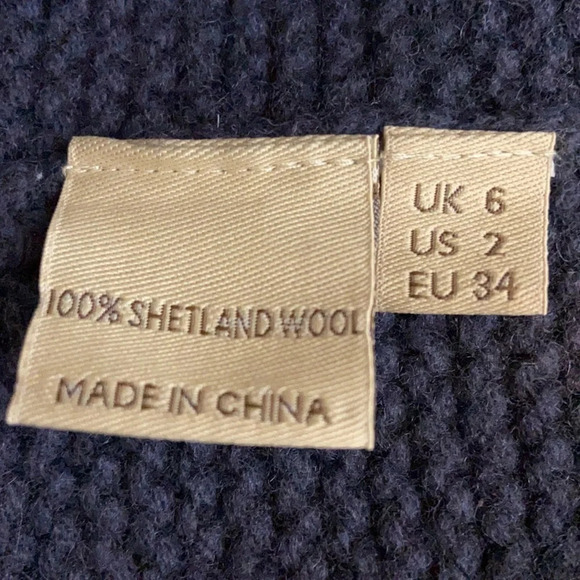 100% SHETLAND WOOL
MADE IN CHINA
UK 6
US 2
EU 34